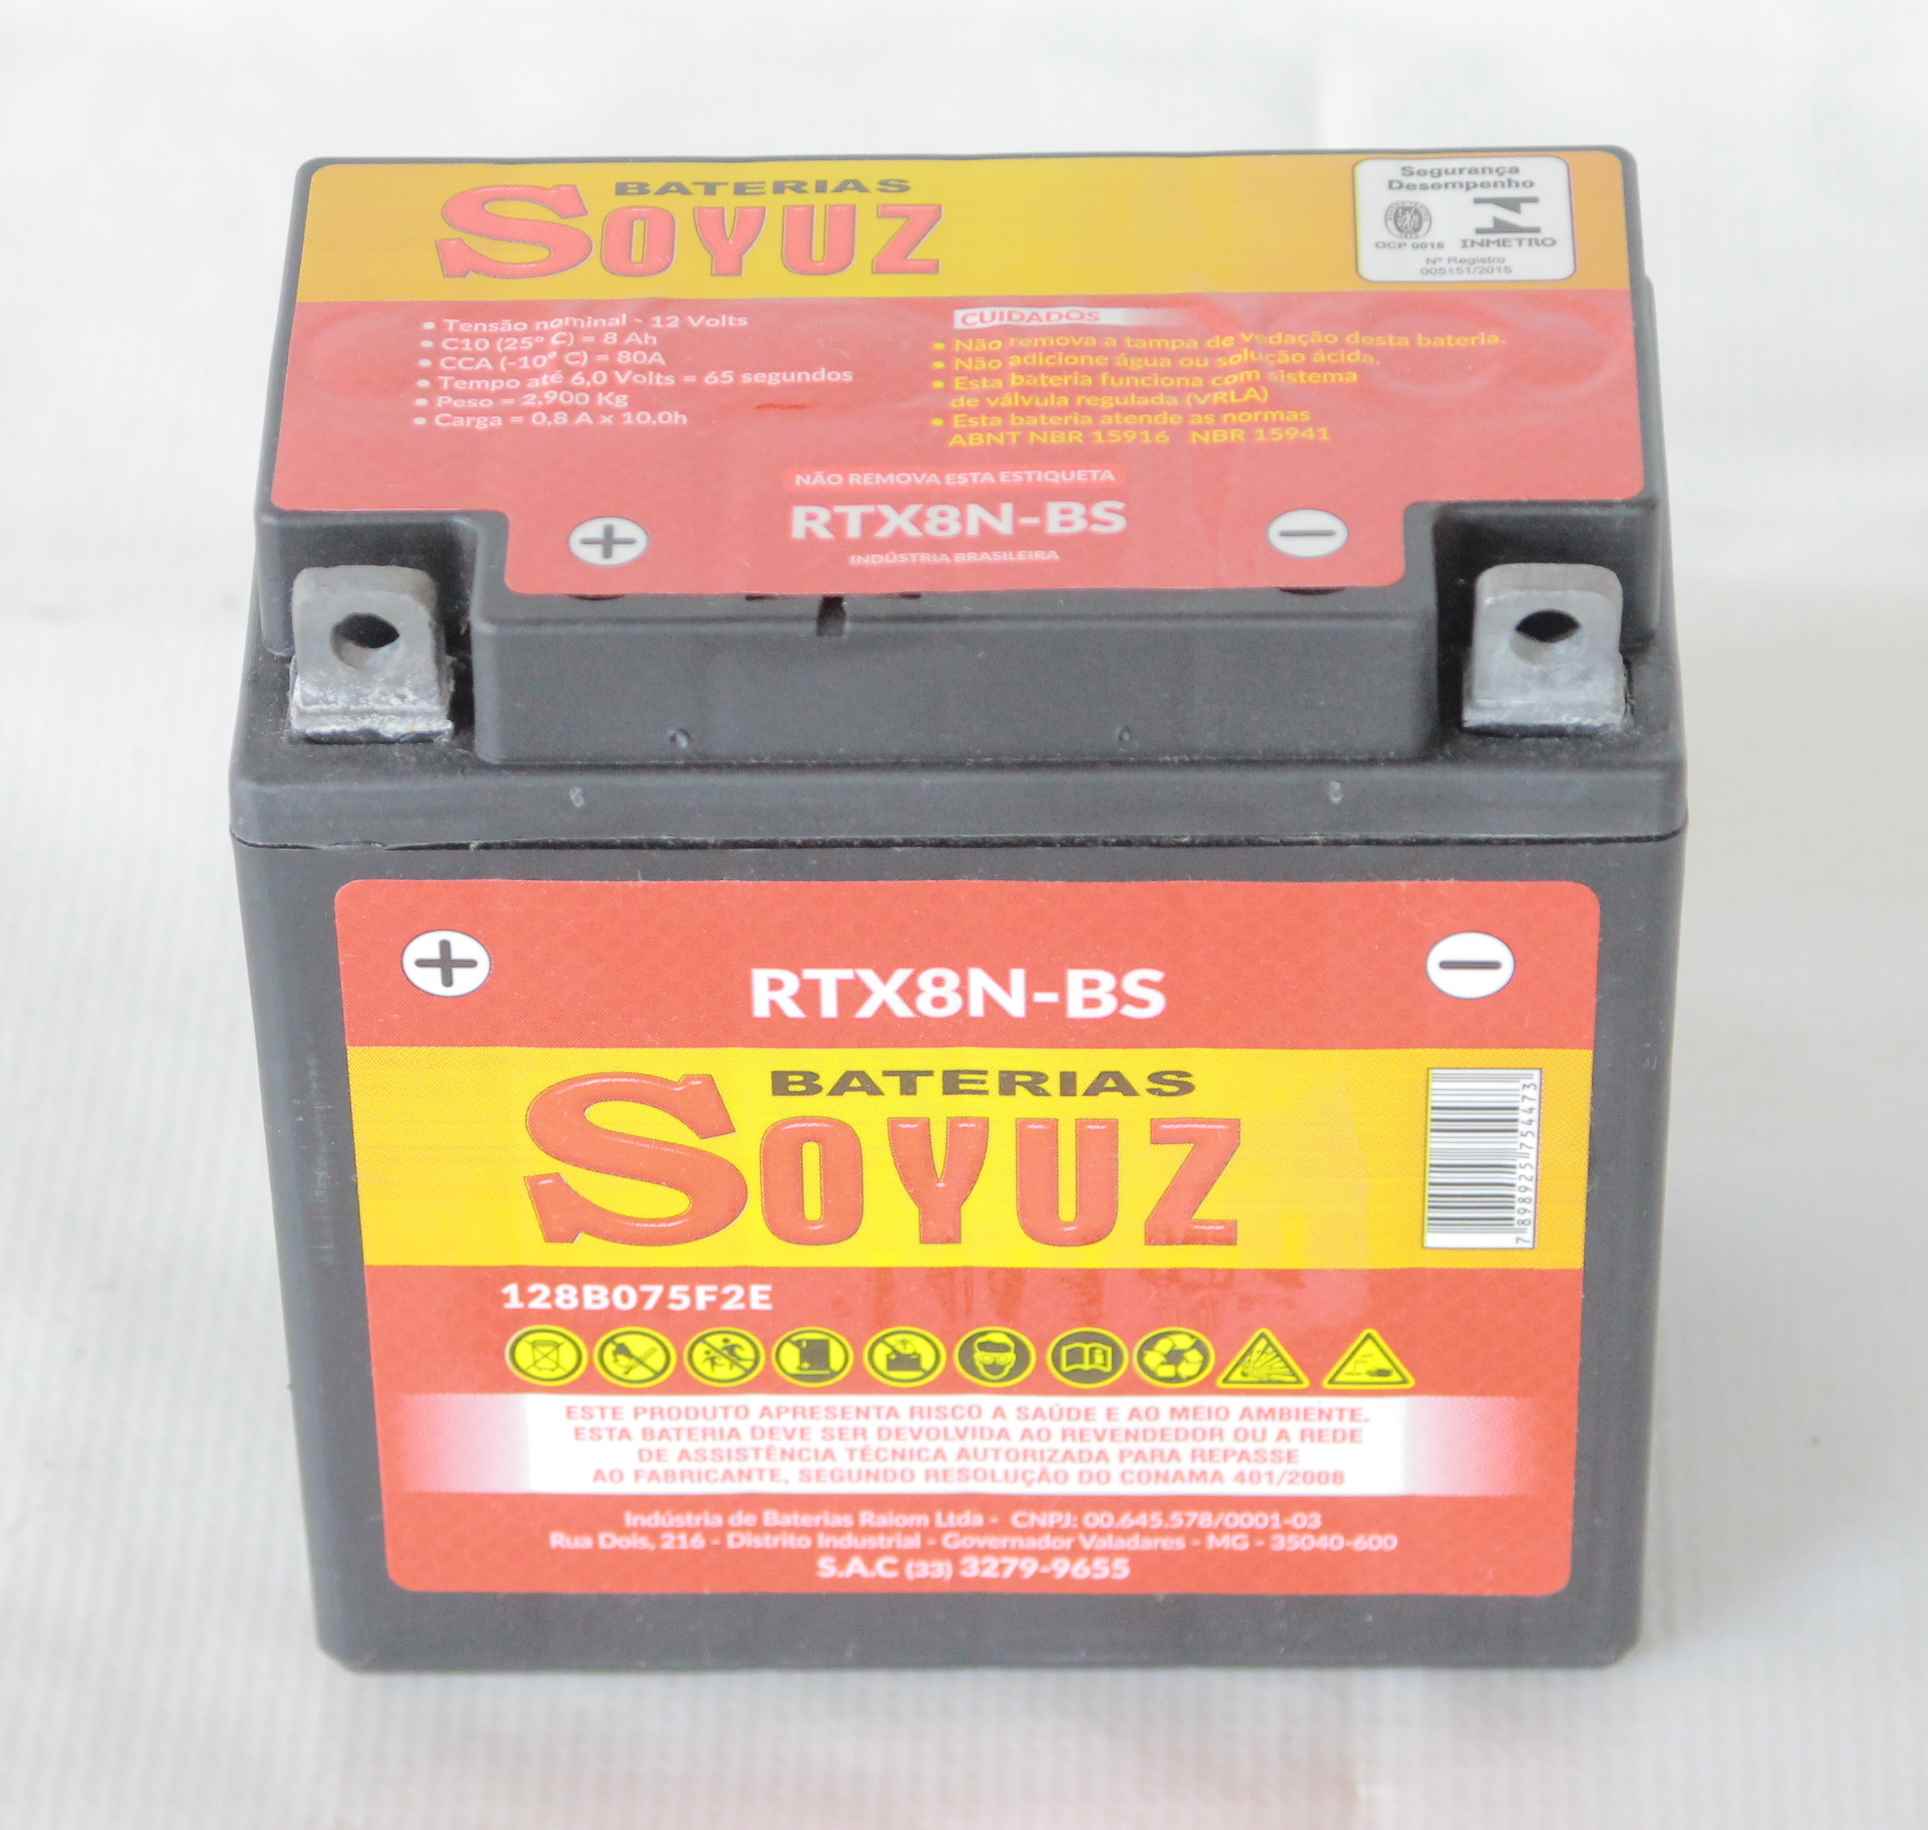 BATERIAS
SOYUZ
Segurança
Desempenho
OCP 0016 INMETRO
Nº Registro
005151/2015
• Tensão nominal - 12 Volts
• C10 (25° C) = 8 Ah
• CCA (-10° C) = 80A
• Tempo até 6,0 Volts = 65 segundos
• Peso = 2.900 Kg
• Carga = 0,8 A x 10,0h
CUIDADOS
• Não remova a tampa de vedação desta bateria.
• Não adicione água ou solução ácida.
• Esta bateria funciona com sistema
de válvula regulada (VRLA)
• Esta bateria atende as normas
ABNT NBR 15916 NBR 15941
NÃO REMOVA ESTA ESTIQUETA
+ RTX8N-BS −
INDÚSTRIA BRASILEIRA
+ RTX8N-BS −
BATERIAS
SOYUZ
7 898925 754473
128B075F2E
ESTE PRODUTO APRESENTA RISCO A SAÚDE E AO MEIO AMBIENTE.
ESTA BATERIA DEVE SER DEVOLVIDA AO REVENDEDOR OU A REDE
DE ASSISTÊNCIA TÉCNICA AUTORIZADA PARA REPASSE
AO FABRICANTE, SEGUNDO RESOLUÇÃO DO CONAMA 401/2008
Indústria de Baterias Raiom Ltda - CNPJ: 00.645.578/0001-03
Rua Dois, 216 - Distrito Industrial - Governador Valadares - MG - 35040-600
S.A.C (33) 3279-9655